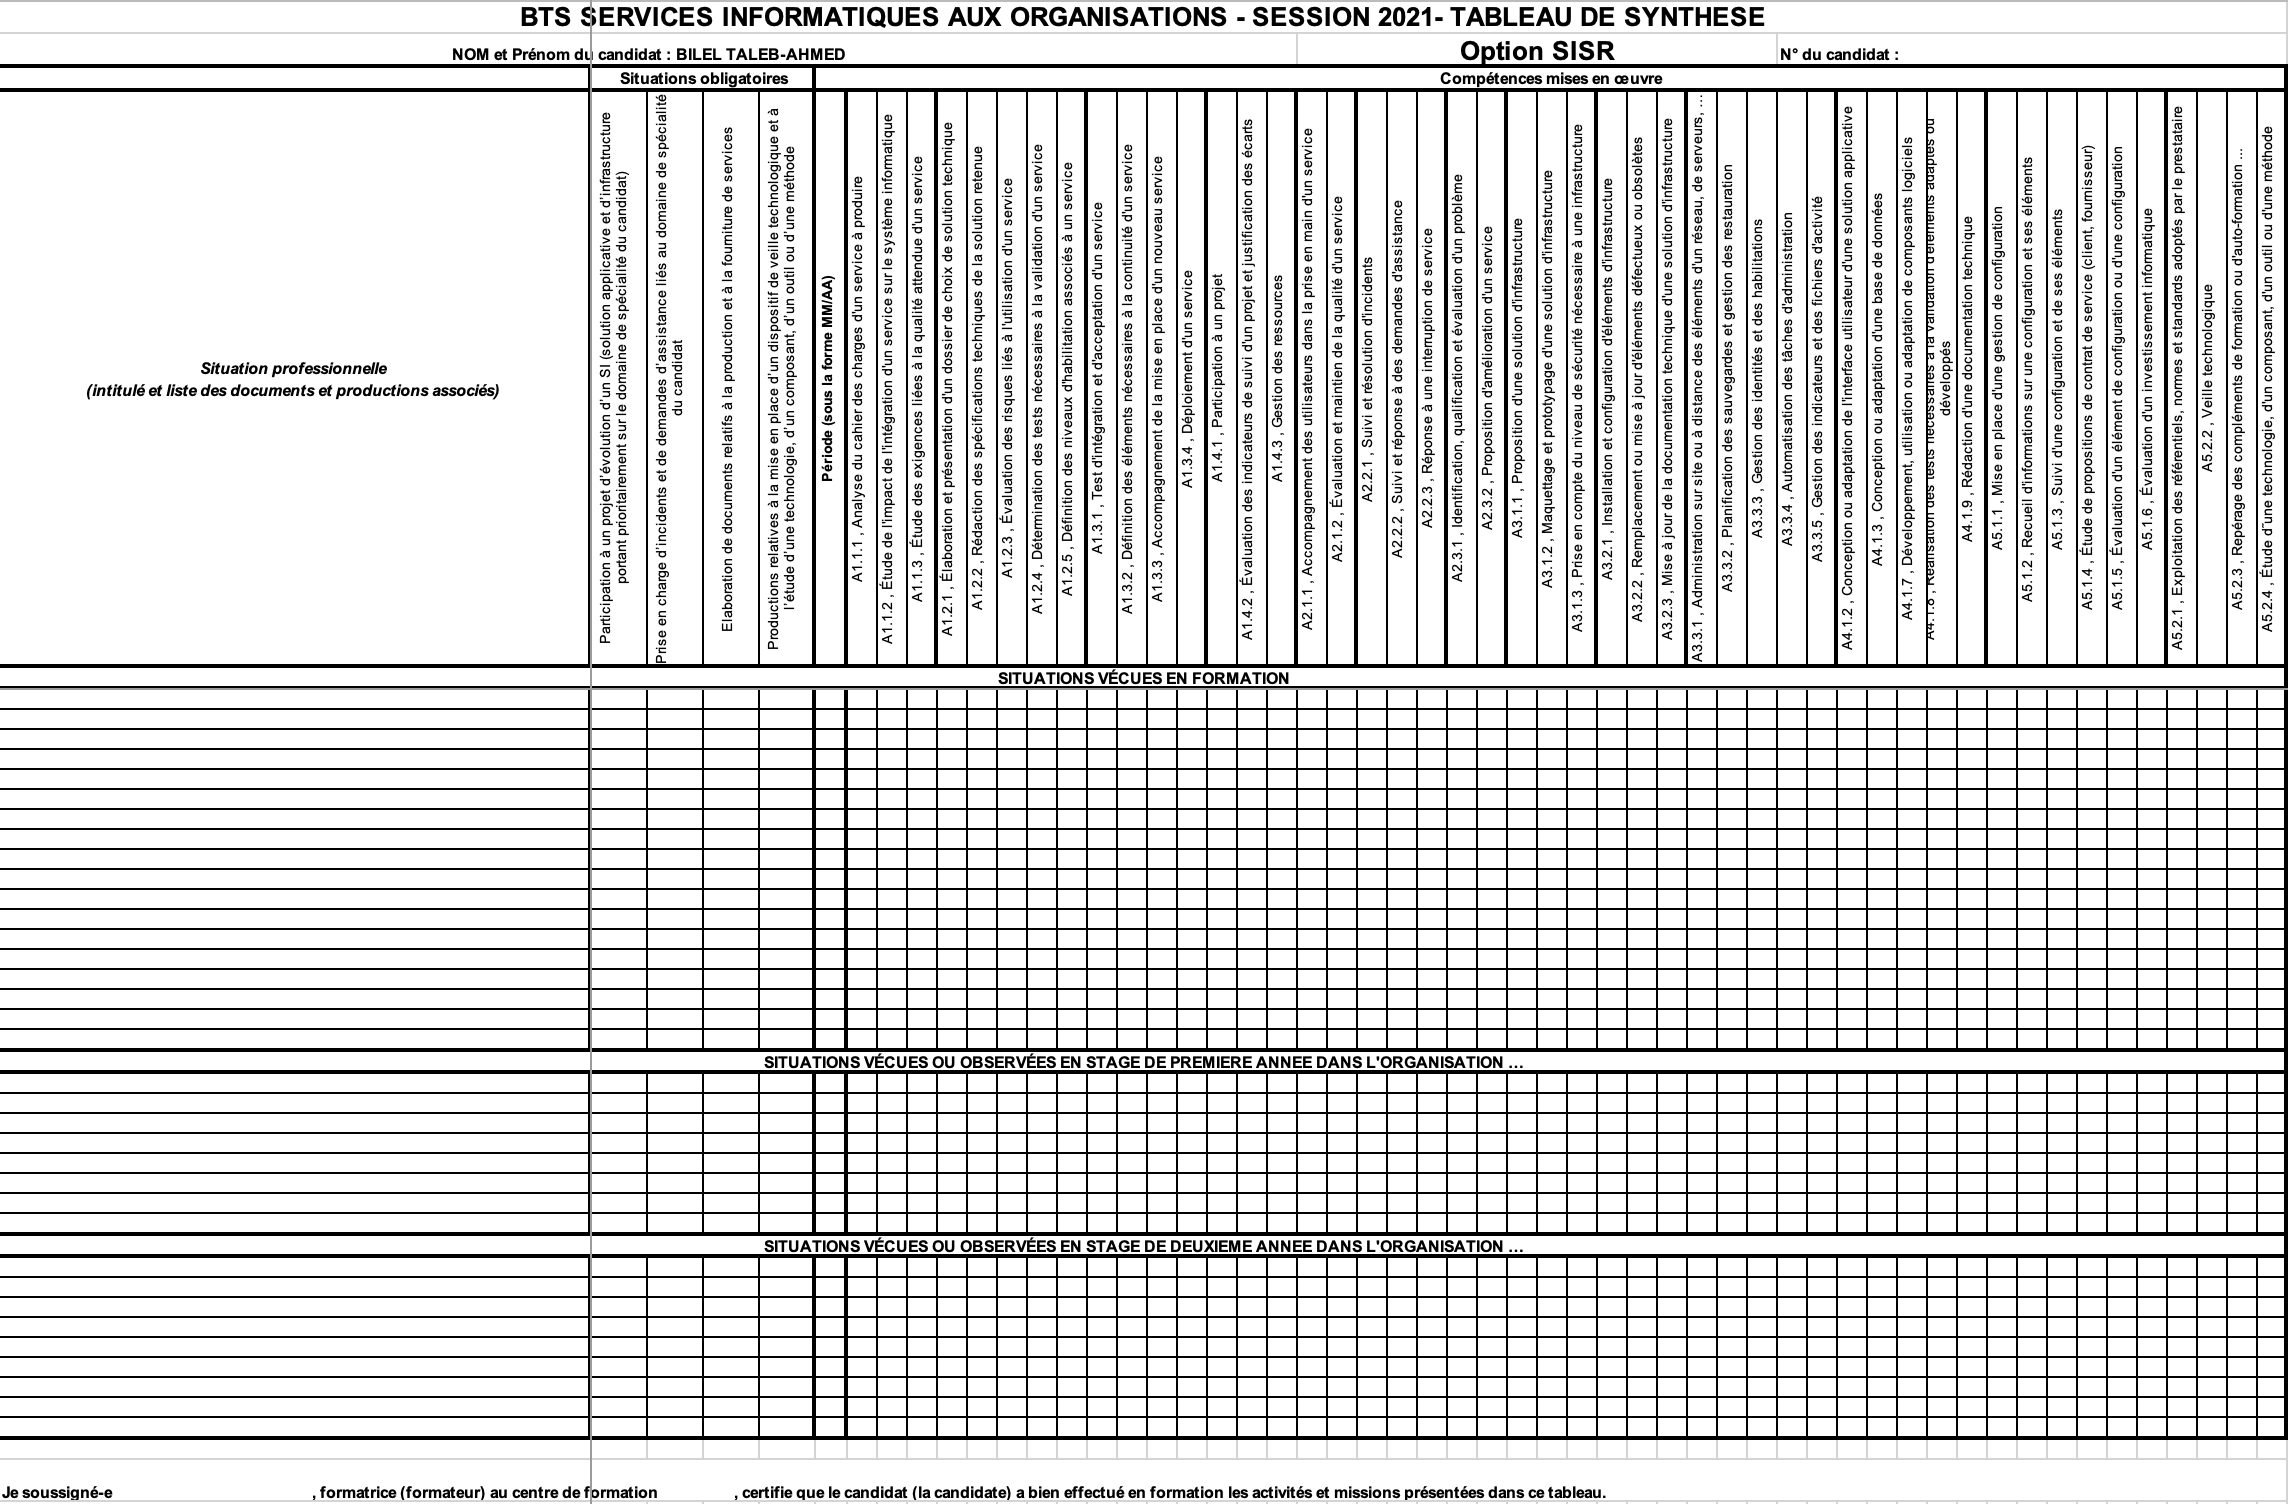 BTS SERVICES INFORMATIQUES AUX ORGANISATIONS - SESSION 2021- TABLEAU DE SYNTHESE
NOM et Prénom du candidat : BILEL TALEB-AHMED
Option SISR
N° du candidat :
Situations obligatoires
Compétences mises en œuvre
Situation professionnelle
(intitulé et liste des documents et productions associés)
Participation à un projet d'évolution d'un SI (solution applicative et d'infrastructure
portant prioritairement sur le domaine de spécialité du candidat)
Prise en charge d'incidents et de demandes d'assistance liés au domaine de spécialité
du candidat
Elaboration de documents relatifs à la production et à la fourniture de services
Productions relatives à la mise en place d'un dispositif de veille technologique et à
l'étude d'une technologie, d'un composant, d'un outil ou d'une méthode
Période (sous la forme MM/AA)
A1.1.1 , Analyse du cahier des charges d'un service à produire
A1.1.2 , Étude de l'impact de l'intégration d'un service sur le système informatique
A1.1.3 , Étude des exigences liées à la qualité attendue d'un service
A1.2.1 , Élaboration et présentation d'un dossier de choix de solution technique
A1.2.2 , Rédaction des spécifications techniques de la solution retenue
A1.2.3 , Évaluation des risques liés à l'utilisation d'un service
A1.2.4 , Détermination des tests nécessaires à la validation d'un service
A1.2.5 , Définition des niveaux d'habilitation associés à un service
A1.3.1 , Test d'intégration et d'acceptation d'un service
A1.3.2 , Définition des éléments nécessaires à la continuité d'un service
A1.3.3 , Accompagnement de la mise en place d'un nouveau service
A1.3.4 , Déploiement d'un service
A1.4.1 , Participation à un projet
A1.4.2 , Évaluation des indicateurs de suivi d'un projet et justification des écarts
A1.4.3 , Gestion des ressources
A2.1.1 , Accompagnement des utilisateurs dans la prise en main d'un service
A2.1.2 , Évaluation et maintien de la qualité d'un service
A2.2.1 , Suivi et résolution d'incidents
A2.2.2 , Suivi et réponse à des demandes d'assistance
A2.2.3 , Réponse à une interruption de service
A2.3.1 , Identification, qualification et évaluation d'un problème
A2.3.2 , Proposition d'amélioration d'un service
A3.1.1 , Proposition d'une solution d'infrastructure
A3.1.2 , Maquettage et prototypage d'une solution d'infrastructure
A3.1.3 , Prise en compte du niveau de sécurité nécessaire à une infrastructure
A3.2.1 , Installation et configuration d'éléments d'infrastructure
A3.2.2 , Remplacement ou mise à jour d'éléments défectueux ou obsolètes
A3.2.3 , Mise à jour de la documentation technique d'une solution d'infrastructure
A3.3.1 , Administration sur site ou à distance des éléments d'un réseau, de serveurs, ...
A3.3.2 , Planification des sauvegardes et gestion des restauration
A3.3.3 , Gestion des identités et des habilitations
A3.3.4 , Automatisation des tâches d'administration
A3.3.5 , Gestion des indicateurs et des fichiers d'activité
A4.1.2 , Conception ou adaptation de l'interface utilisateur d'une solution applicative
A4.1.3 , Conception ou adaptation d'une base de données
A4.1.7 , Développement, utilisation ou adaptation de composants logiciels
A4.1.8 , Réalisation des tests nécessaires à la validation d'éléments adaptés ou
développés
A4.1.9 , Rédaction d'une documentation technique
A5.1.1 , Mise en place d'une gestion de configuration
A5.1.2 , Recueil d'informations sur une configuration et ses éléments
A5.1.3 , Suivi d'une configuration et de ses éléments
A5.1.4 , Étude de propositions de contrat de service (client, fournisseur)
A5.1.5 , Évaluation d'un élément de configuration ou d'une configuration
A5.1.6 , Évaluation d'un investissement informatique
A5.2.1 , Exploitation des référentiels, normes et standards adoptés par le prestataire
A5.2.2 , Veille technologique
A5.2.3 , Repérage des compléments de formation ou d'auto-formation ...
A5.2.4 , Étude d'une technologie, d'un composant, d'un outil ou d'une méthode
SITUATIONS VÉCUES EN FORMATION
SITUATIONS VÉCUES OU OBSERVÉES EN STAGE DE PREMIERE ANNEE DANS L'ORGANISATION ...
SITUATIONS VÉCUES OU OBSERVÉES EN STAGE DE DEUXIEME ANNEE DANS L'ORGANISATION ...
Je soussigné-e , formatrice (formateur) au centre de formation , certifie que le candidat (la candidate) a bien effectué en formation les activités et missions présentées dans ce tableau.